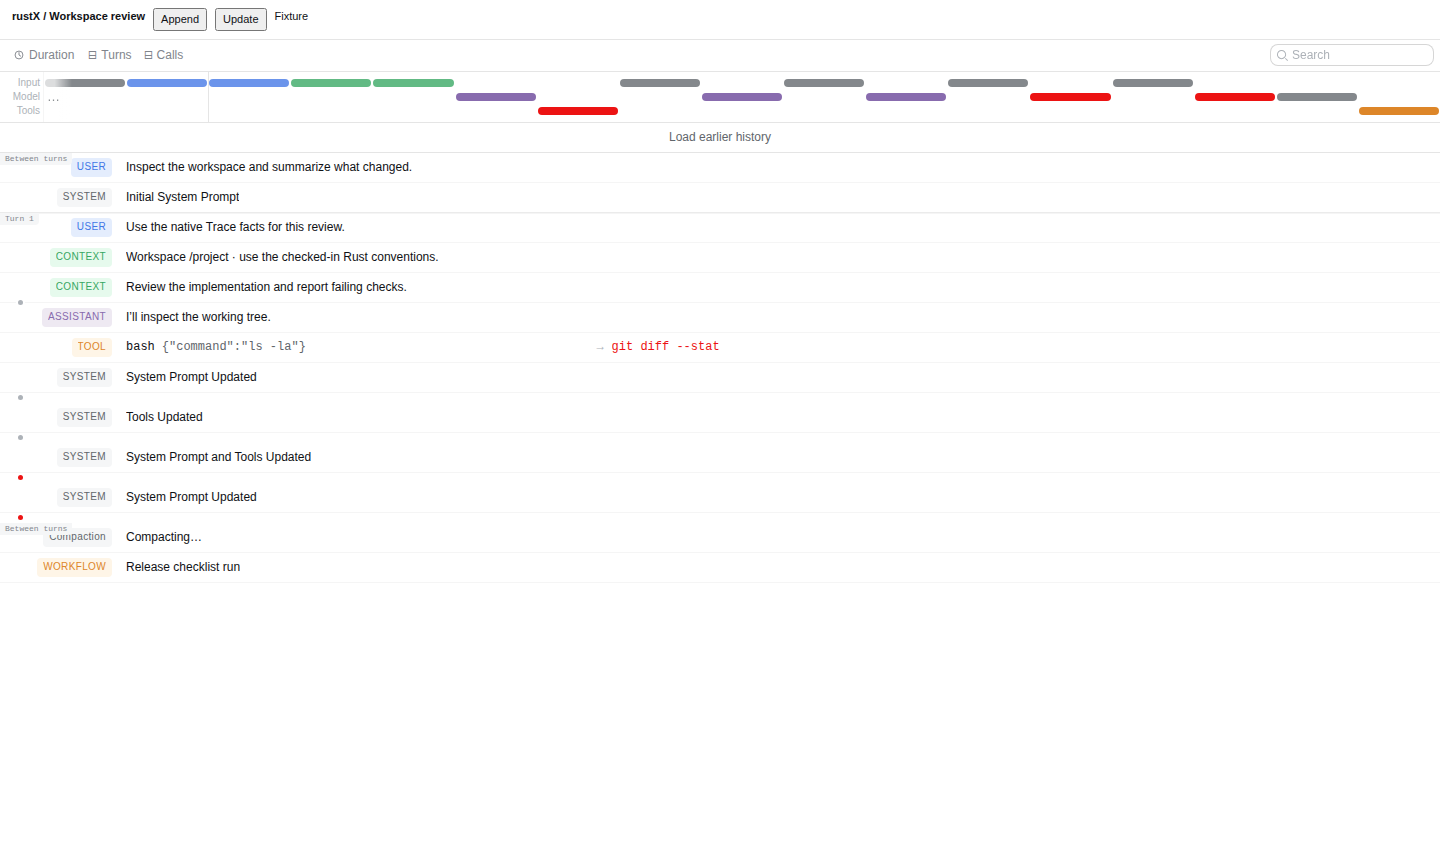 rustX / Workspace review Append Update Fixture
Duration Turns Calls Search
Input
Model ...
Tools
Load earlier history
Between turns
USER Inspect the workspace and summarize what changed.
SYSTEM Initial System Prompt
Turn 1
USER Use the native Trace facts for this review.
CONTEXT Workspace /project · use the checked-in Rust conventions.
CONTEXT Review the implementation and report failing checks.
ASSISTANT I'll inspect the working tree.
TOOL bash {"command":"ls -la"} → git diff --stat
SYSTEM System Prompt Updated
SYSTEM Tools Updated
SYSTEM System Prompt and Tools Updated
SYSTEM System Prompt Updated
Between turns
Compaction Compacting…
WORKFLOW Release checklist run